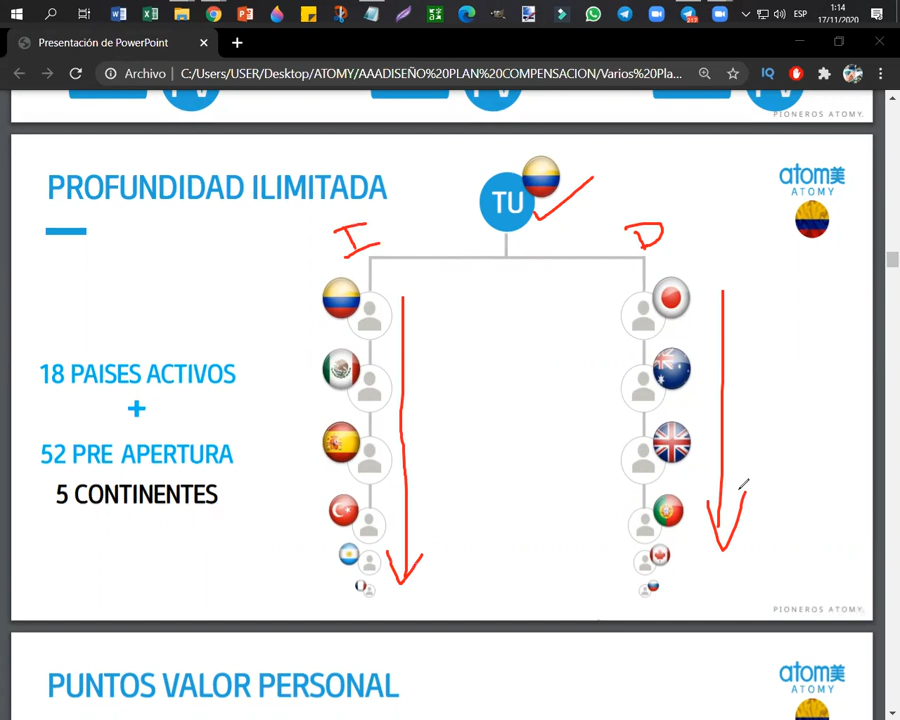 ESP
1:14
17/11/2020
217
Presentación de PowerPoint
Archivo
C:/Users/USER/Desktop/ATOMY/AAADISEÑO%20PLAN%20COMPENSACION/Varios%20Pla...
IQ
PIONEROS ATOMY.
PROFUNDIDAD ILIMITADA
TU
atom美
ATOMY
I
D
18 PAISES ACTIVOS
+
52 PRE APERTURA
5 CONTINENTES
PIONEROS ATOMY.
PUNTOS VALOR PERSONAL
atom美
ATOMY